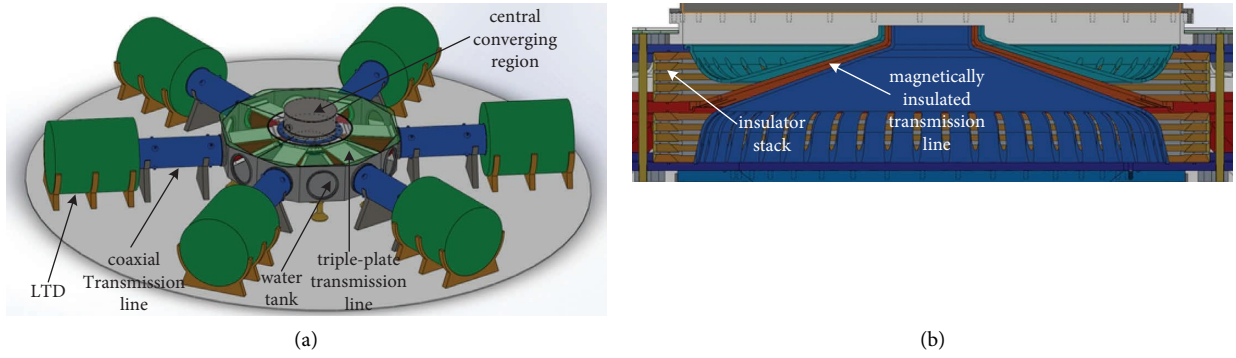 central
converging
region
LTD
coaxial
Transmission
line
water
tank
triple-plate
transmission
line
(a)
magnetically
insulated
transmission
line
insulator
stack
(b)